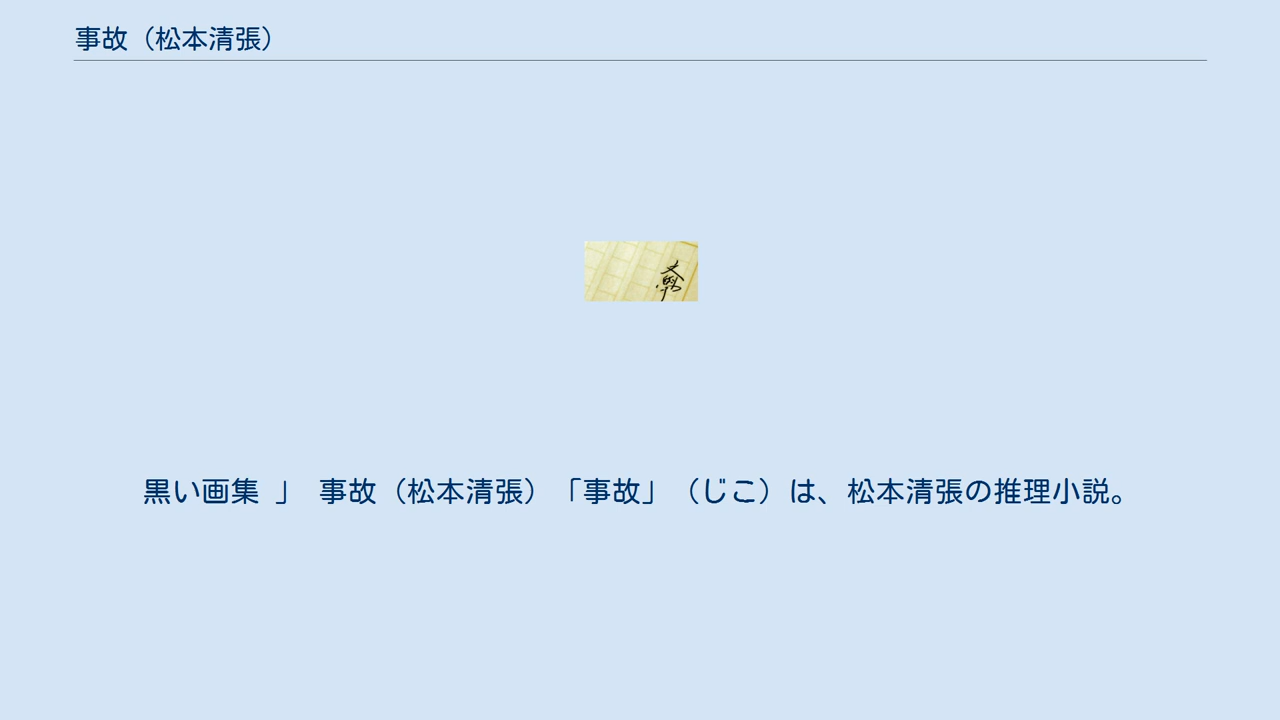 事故（松本清張）
黒い画集 」 事故（松本清張）「事故」（じこ）は、松本清張の推理小説。